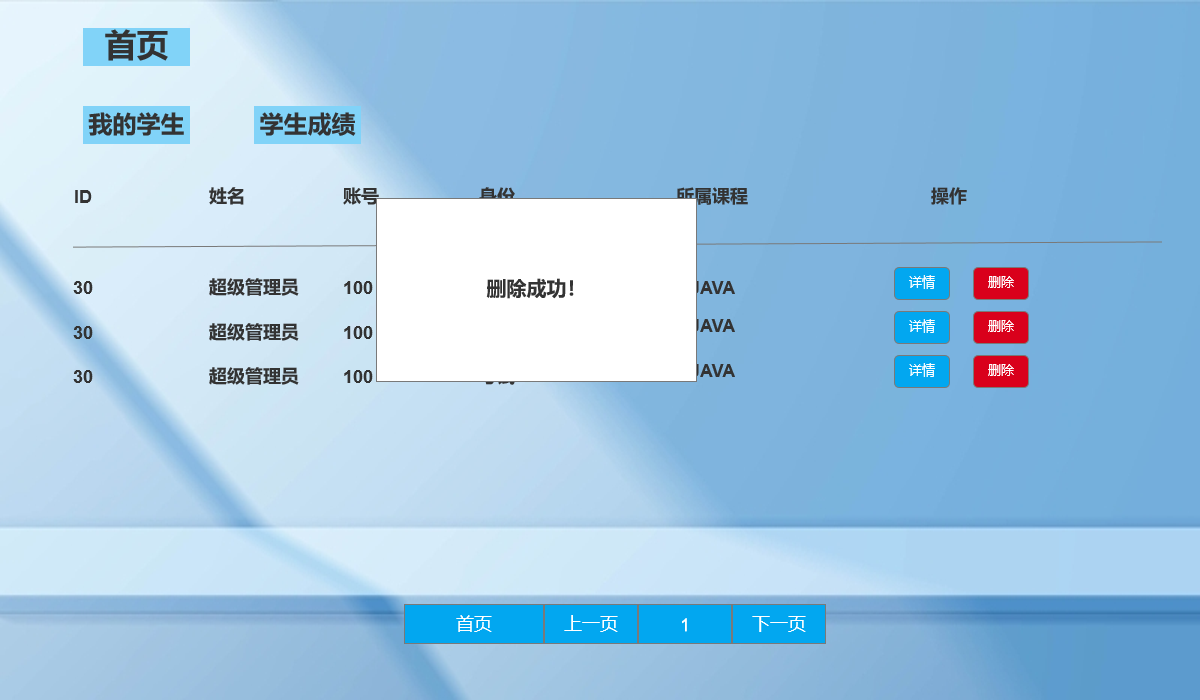 首页
我的学生 学生成绩
ID 姓名 账号 身份 所属课程 操作
30 超级管理员 100 JAVA 详情 删除
删除成功!
30 超级管理员 100 JAVA 详情 删除
30 超级管理员 100 JAVA 详情 删除
首页 上一页 1 下一页